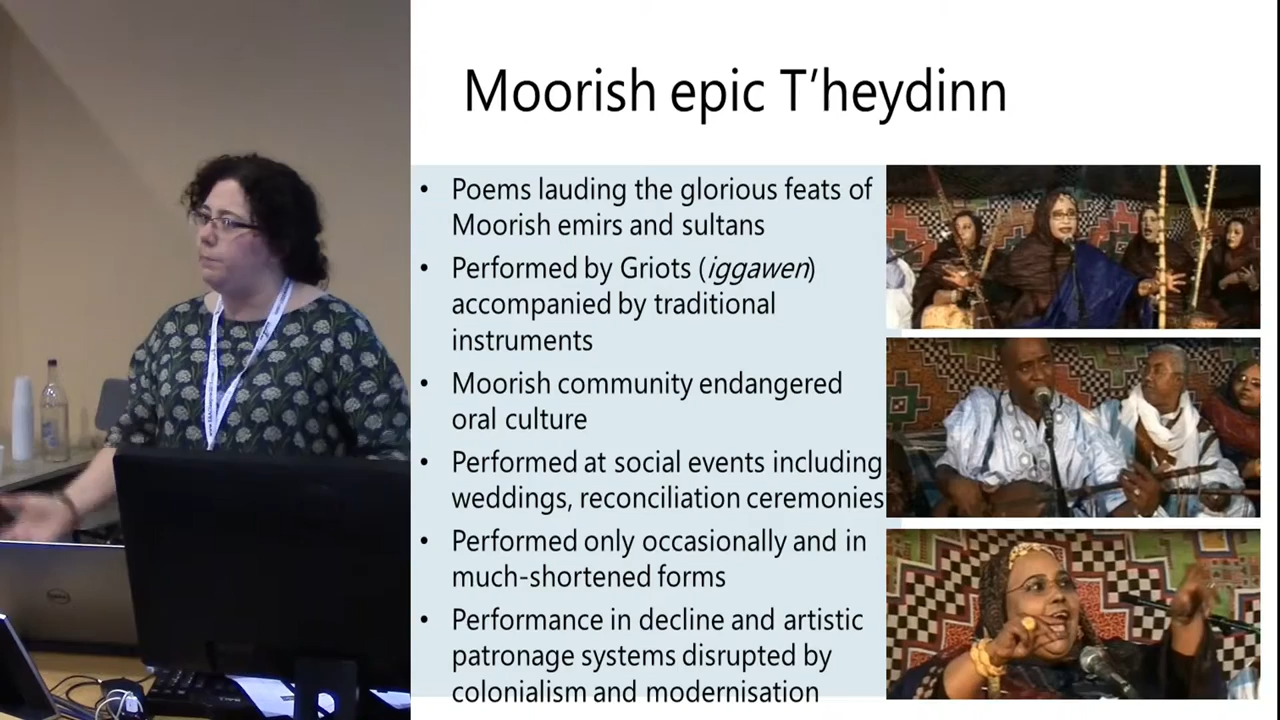 Moorish epic T’heydinn
• Poems lauding the glorious feats of
Moorish emirs and sultans
• Performed by Griots (iggawen)
accompanied by traditional
instruments
• Moorish community endangered
oral culture
• Performed at social events including
weddings, reconciliation ceremonies
• Performed only occasionally and in
much-shortened forms
• Performance in decline and artistic
patronage systems disrupted by
colonialism and modernisation